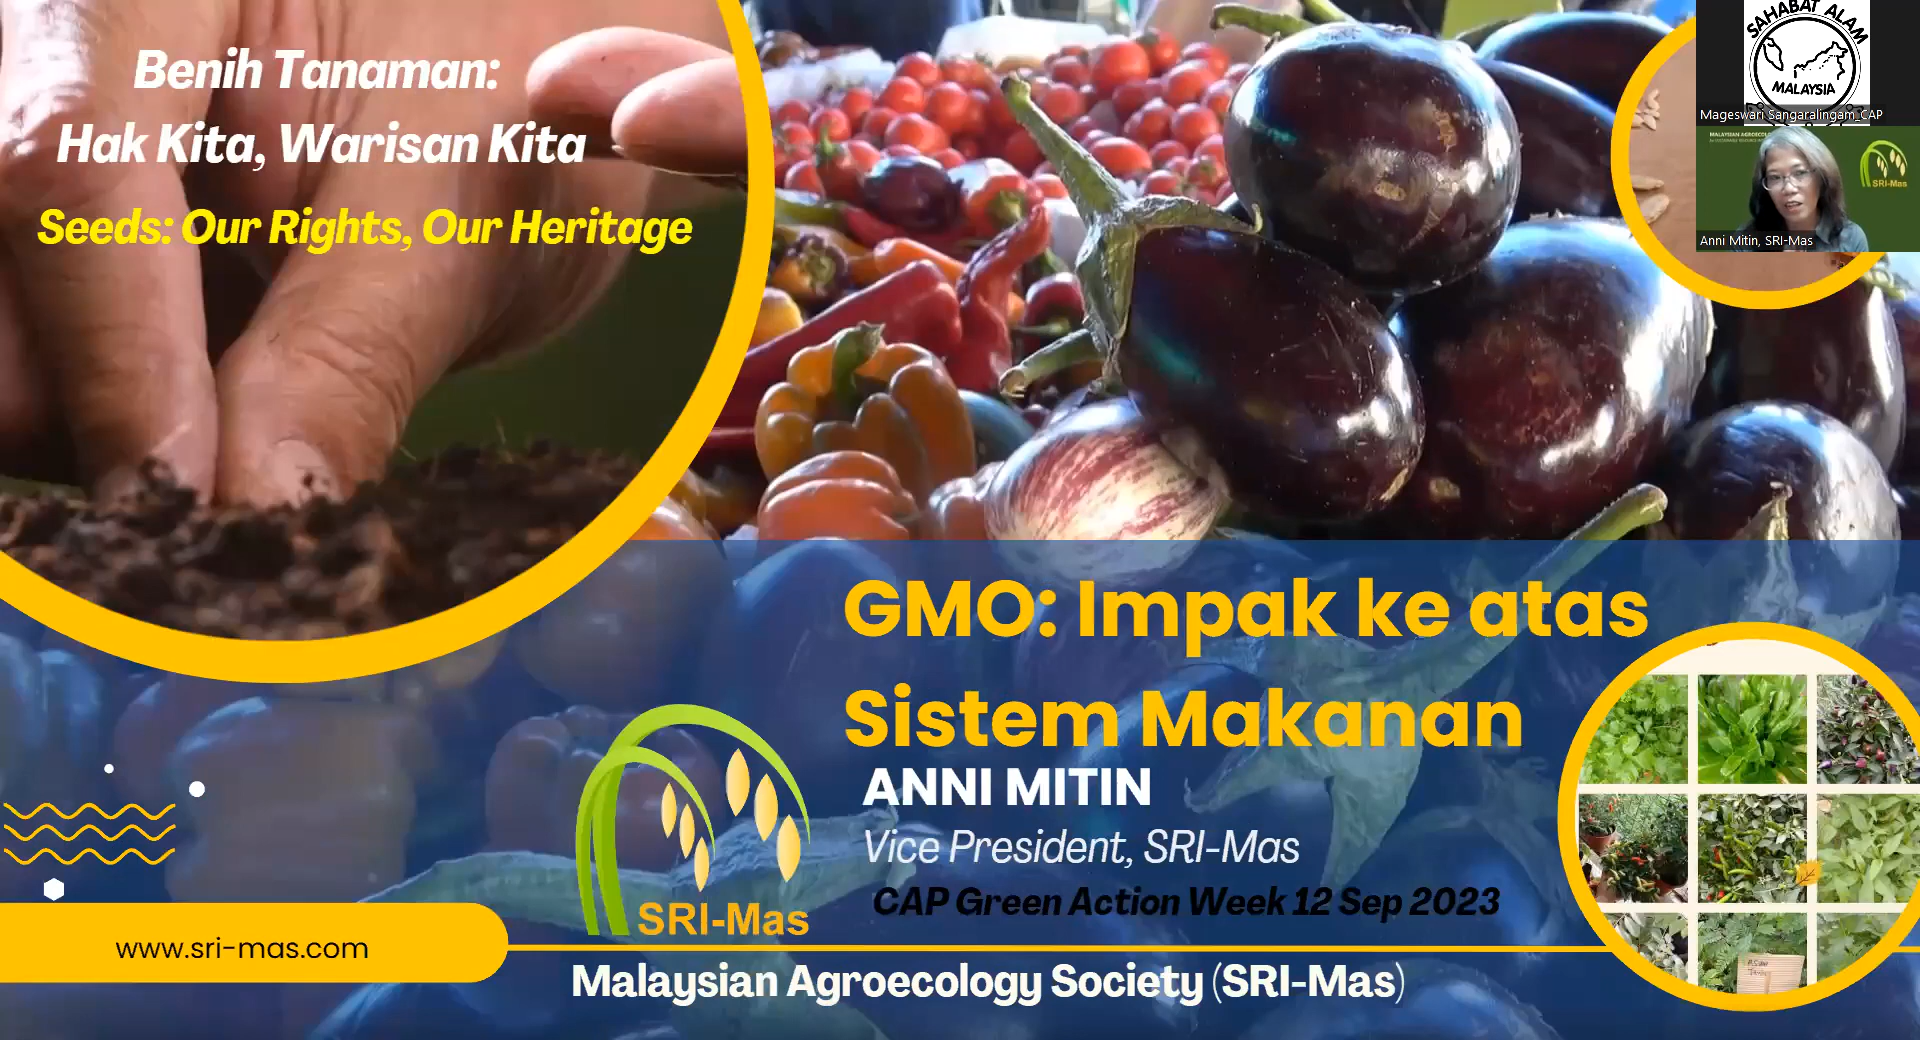 Benih Tanaman:
Hak Kita, Warisan Kita
Seeds: Our Rights, Our Heritage
SAHABAT ALAM
MALAYSIA
Mageswari Sangaralingam_CAP
MALAYSIAN AGROECOL
SRI-Mas
Anni Mitin, SRI-Mas
GMO: Impak ke atas
Sistem Makanan
ANNI MITIN
Vice President, SRI-Mas
CAP Green Action Week 12 Sep 2023
SRI-Mas
www.sri-mas.com
Malaysian Agroecology Society (SRI-Mas)